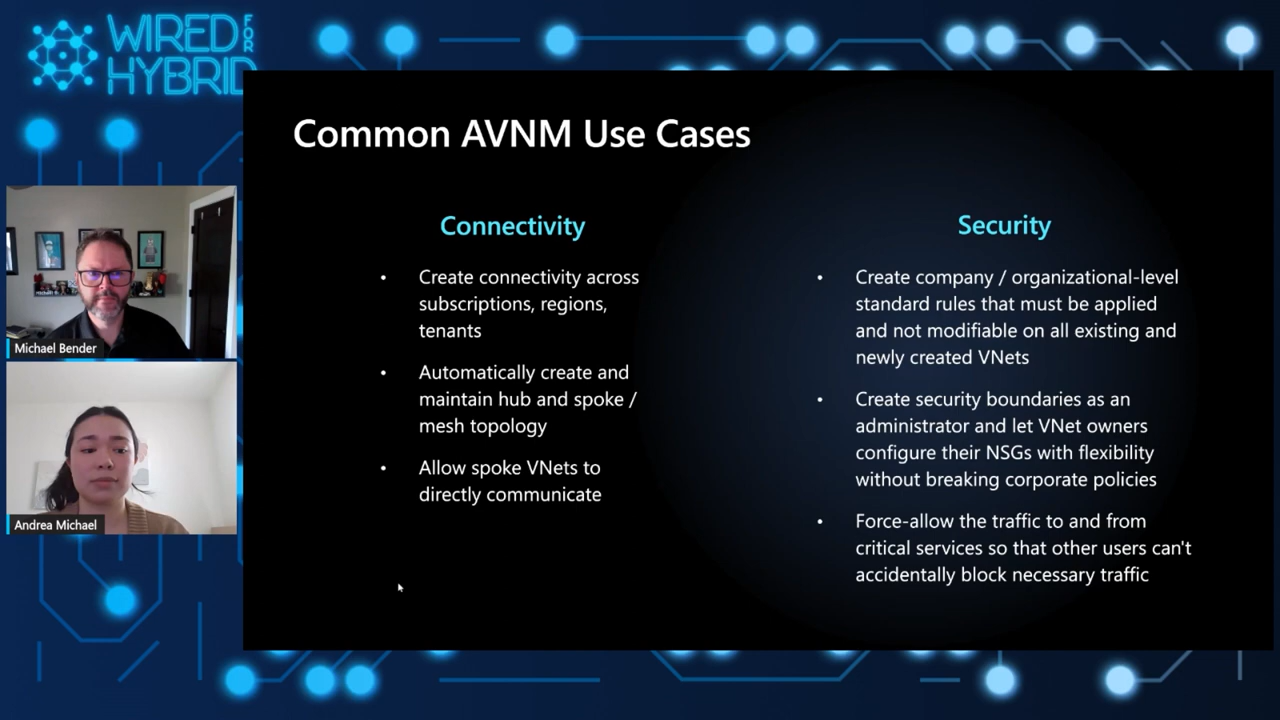 WIRED FOR
HYBRID
Common AVNM Use Cases
Connectivity
• Create connectivity across
subscriptions, regions,
tenants
• Automatically create and
maintain hub and spoke /
mesh topology
• Allow spoke VNets to
directly communicate
Security
• Create company / organizational-level
standard rules that must be applied
and not modifiable on all existing and
newly created VNets
• Create security boundaries as an
administrator and let VNet owners
configure their NSGs with flexibility
without breaking corporate policies
• Force-allow the traffic to and from
critical services so that other users can't
accidentally block necessary traffic
Michael Bender
Andrea Michael